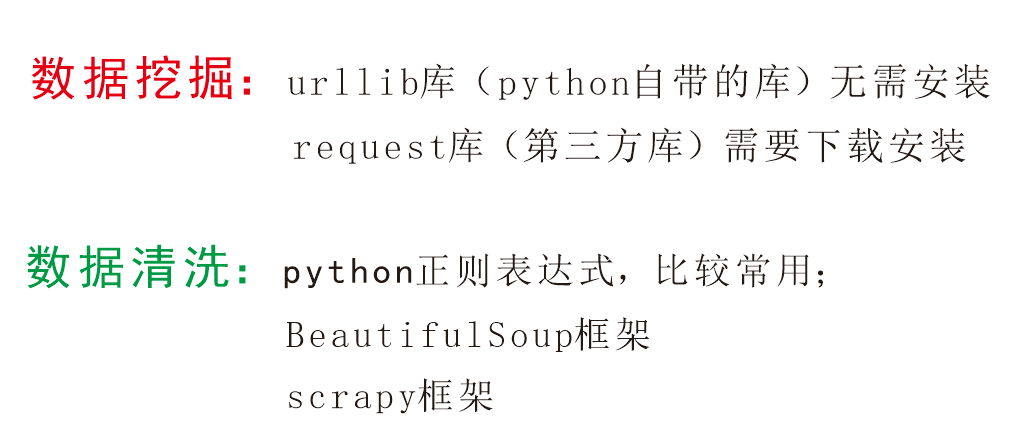 数据挖掘：urllib库（python自带的库）无需安装
request库（第三方库）需要下载安装
数据清洗：python正则表达式，比较常用；
BeautifulSoup框架
scrapy框架